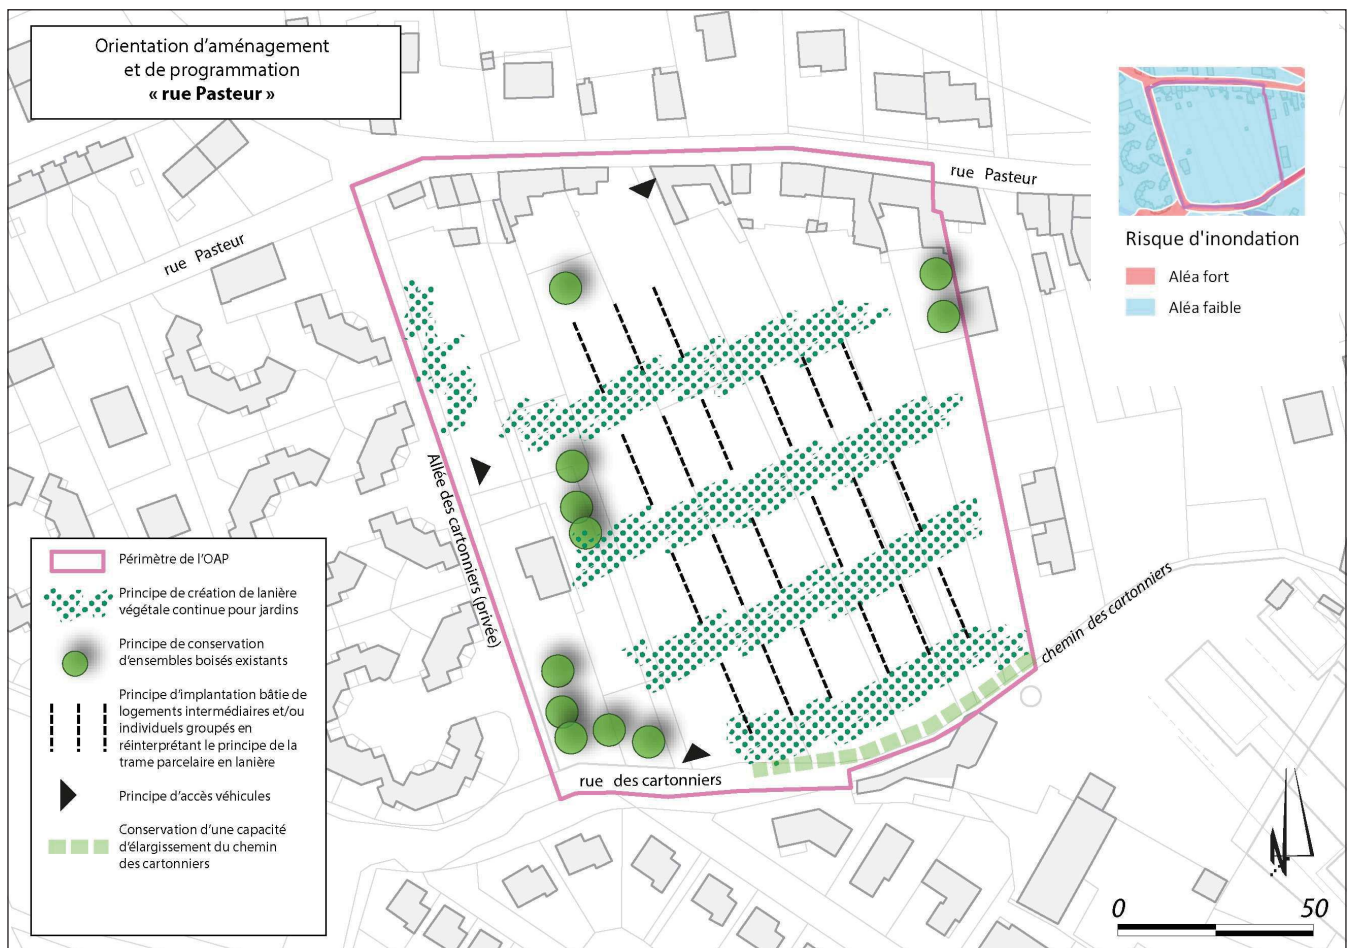 Orientation d'aménagement
et de programmation
« rue Pasteur »
rue Pasteur
rue Pasteur
Risque d'inondation
Aléa fort
Aléa faible
Allée des cartonniers (privée)
chemin des cartonniers
rue des cartonniers
Périmètre de l'OAP
Principe de création de lanière
végétale continue pour jardins
Principe de conservation
d'ensembles boisés existants
Principe d'implantation bâtie de
logements intermédiaires et/ou
individuels groupés en
réinterprétant le principe de la
trame parcelaire en lanière
Principe d'accès véhicules
Conservation d'une capacité
d'élargissement du chemin
des cartonniers
N
0 50